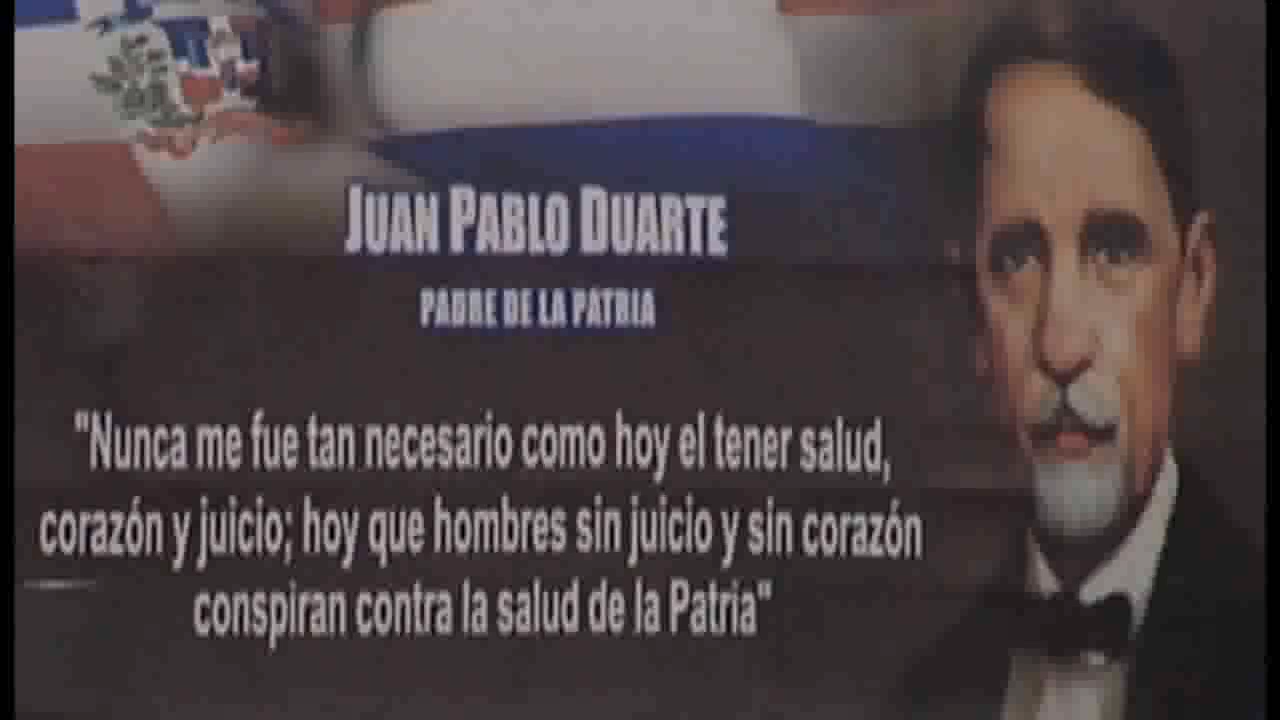 JUAN PABLO DUARTE
PADRE DE LA PATRIA
"Nunca me fue tan necesario como hoy el tener salud,
corazón y juicio; hoy que hombres sin juicio y sin corazón
conspiran contra la salud de la Patria"